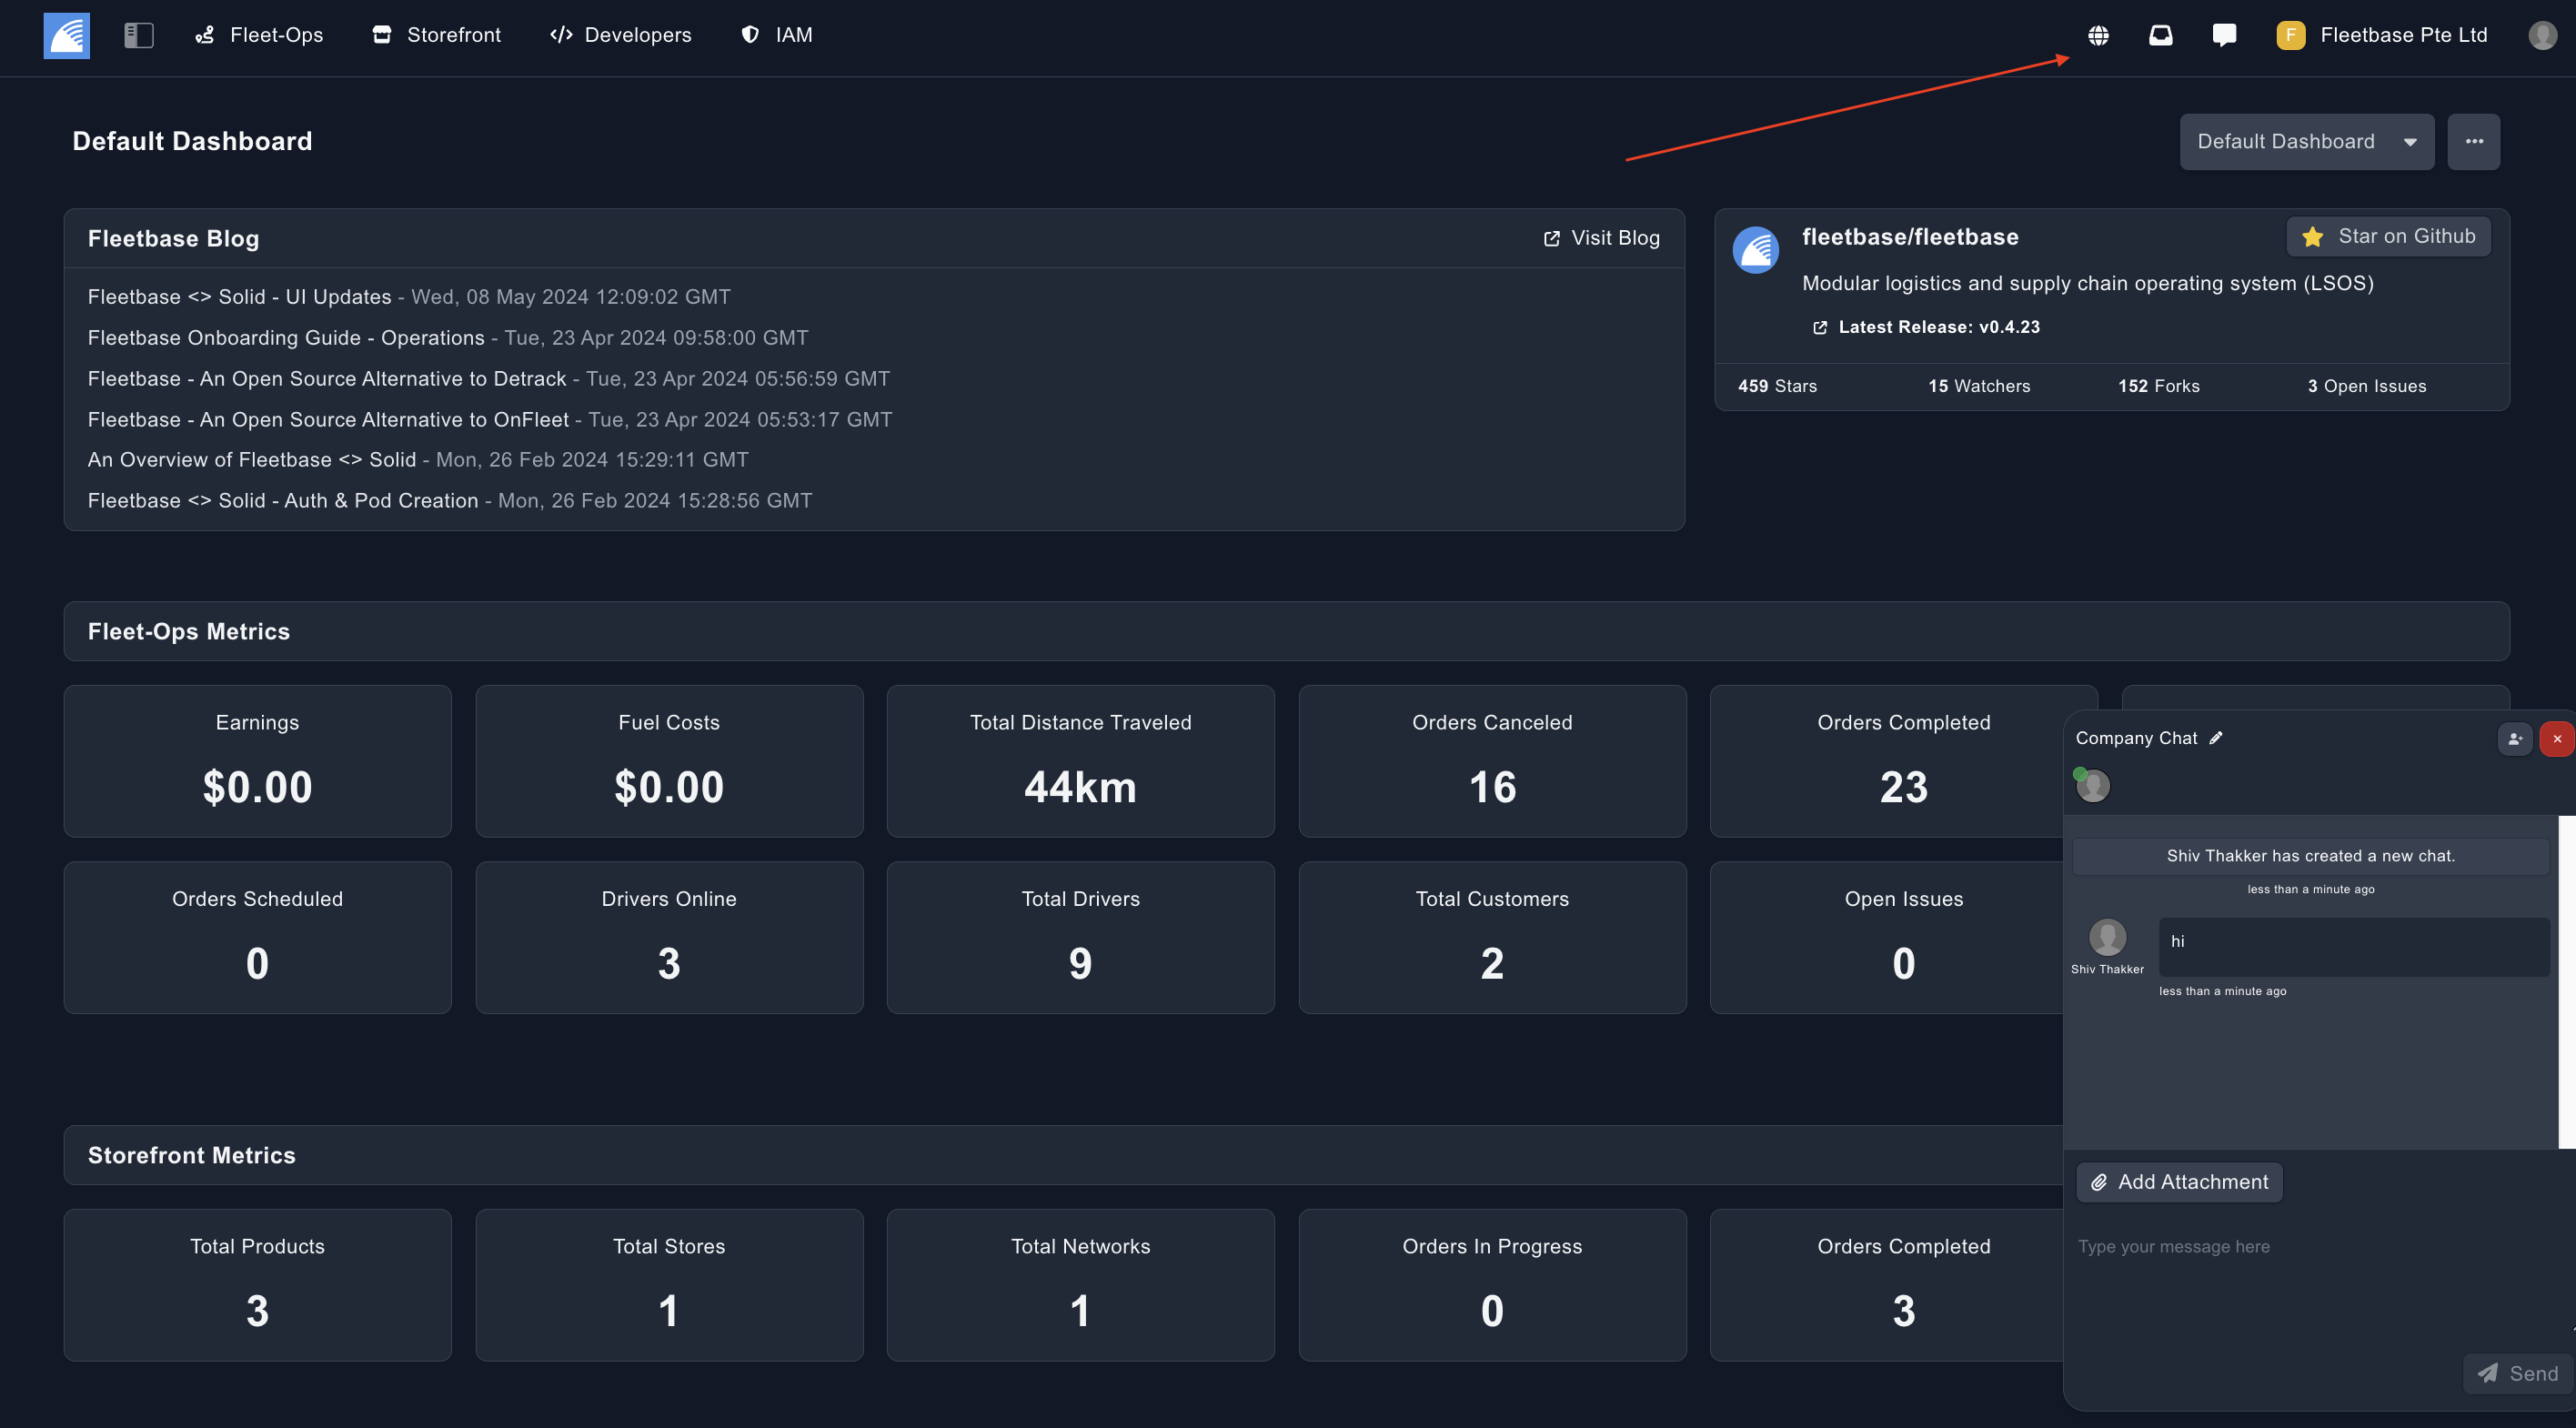 Fleet-Ops
Storefront
Developers
IAM
F
Fleetbase Pte Ltd
Default Dashboard
Default Dashboard
Fleetbase Blog
Visit Blog
Fleetbase <> Solid - UI Updates - Wed, 08 May 2024 12:09:02 GMT
Fleetbase Onboarding Guide - Operations - Tue, 23 Apr 2024 09:58:00 GMT
Fleetbase - An Open Source Alternative to Detrack - Tue, 23 Apr 2024 05:56:59 GMT
Fleetbase - An Open Source Alternative to OnFleet - Tue, 23 Apr 2024 05:53:17 GMT
An Overview of Fleetbase <> Solid - Mon, 26 Feb 2024 15:29:11 GMT
Fleetbase <> Solid - Auth & Pod Creation - Mon, 26 Feb 2024 15:28:56 GMT
fleetbase/fleetbase
Star on Github
Modular logistics and supply chain operating system (LSOS)
Latest Release: v0.4.23
459 Stars
15 Watchers
152 Forks
3 Open Issues
Fleet-Ops Metrics
Earnings
$0.00
Fuel Costs
$0.00
Total Distance Traveled
44km
Orders Canceled
16
Orders Completed
23
Orders Scheduled
0
Drivers Online
3
Total Drivers
9
Total Customers
2
Open Issues
0
Storefront Metrics
Total Products
3
Total Stores
1
Total Networks
1
Orders In Progress
0
Orders Completed
3
Company Chat
Shiv Thakker has created a new chat.
less than a minute ago
hi
Shiv Thakker
less than a minute ago
Add Attachment
Type your message here
Send